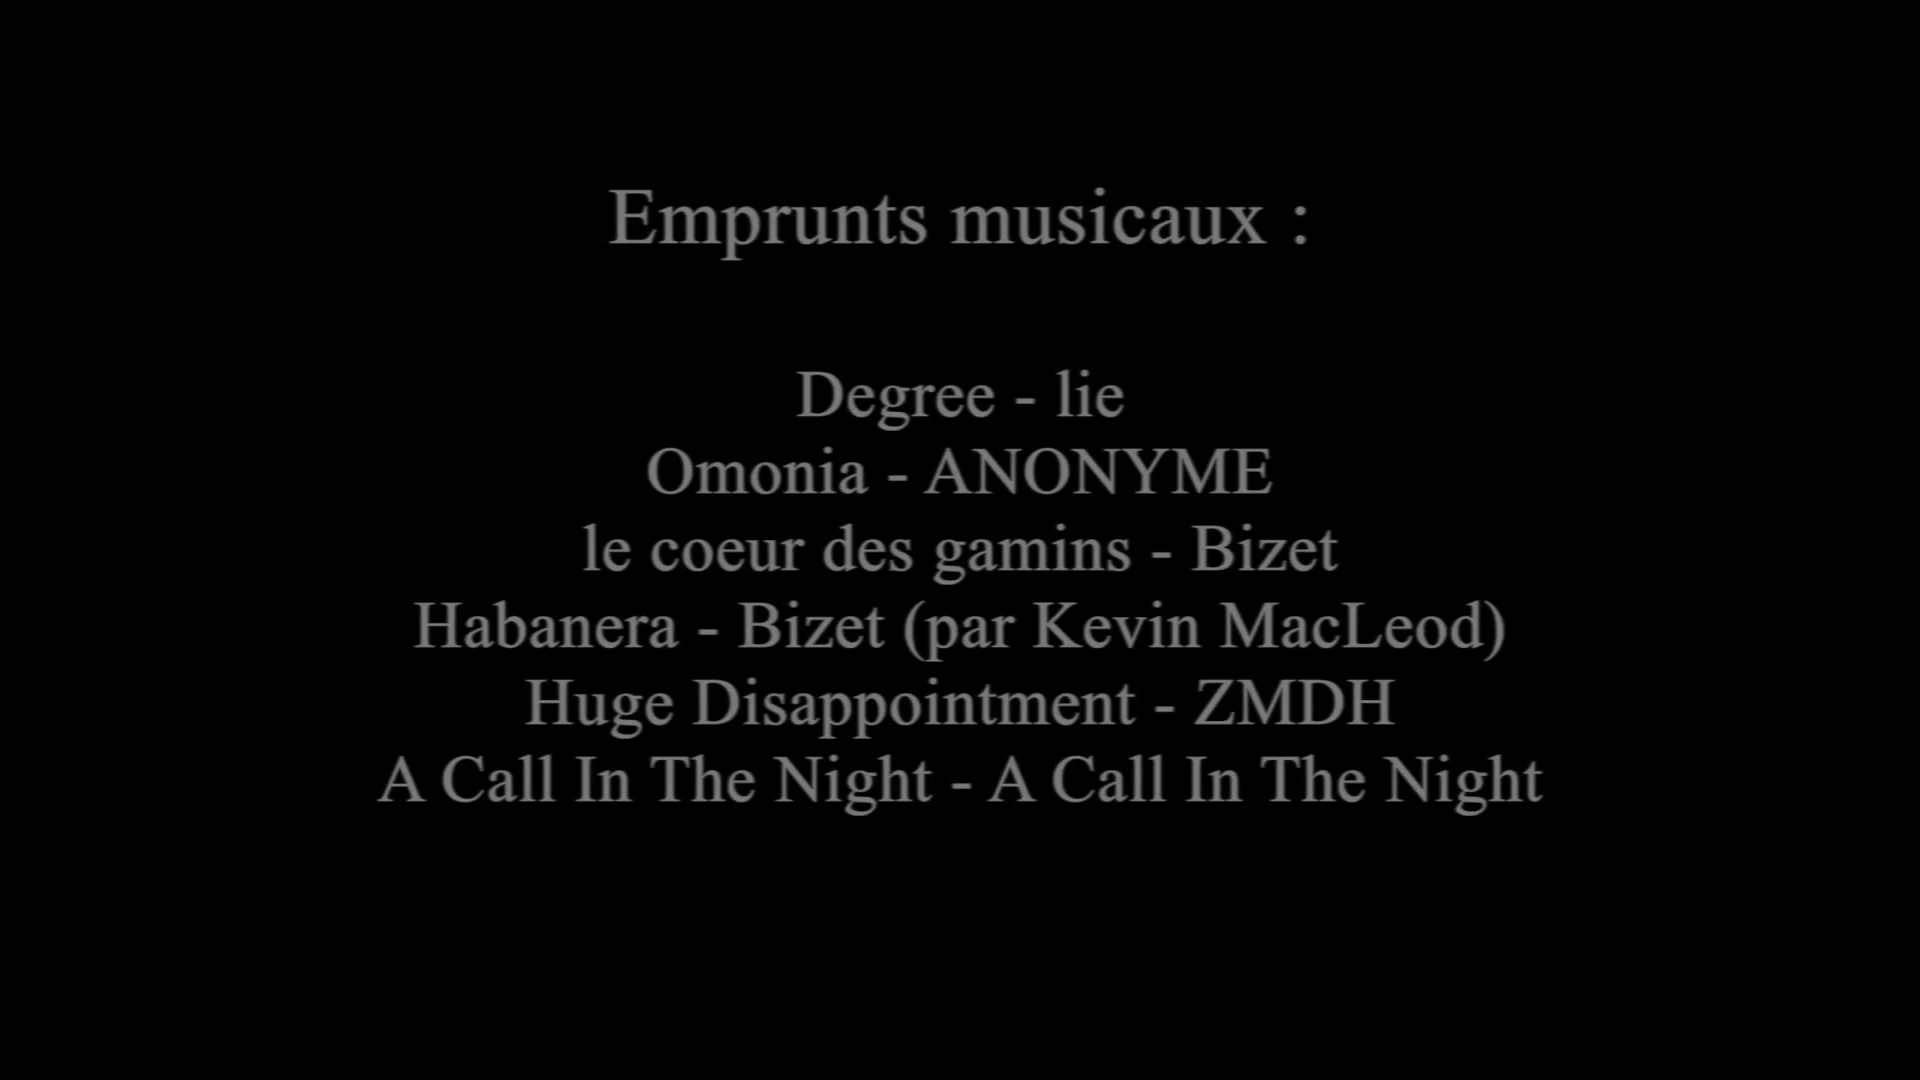 Emprunts musicaux :
Degree - lie
Omonia - ANONYME
le coeur des gamins - Bizet
Habanera - Bizet (par Kevin MacLeod)
Huge Disappointment - ZMDH
A Call In The Night - A Call In The Night